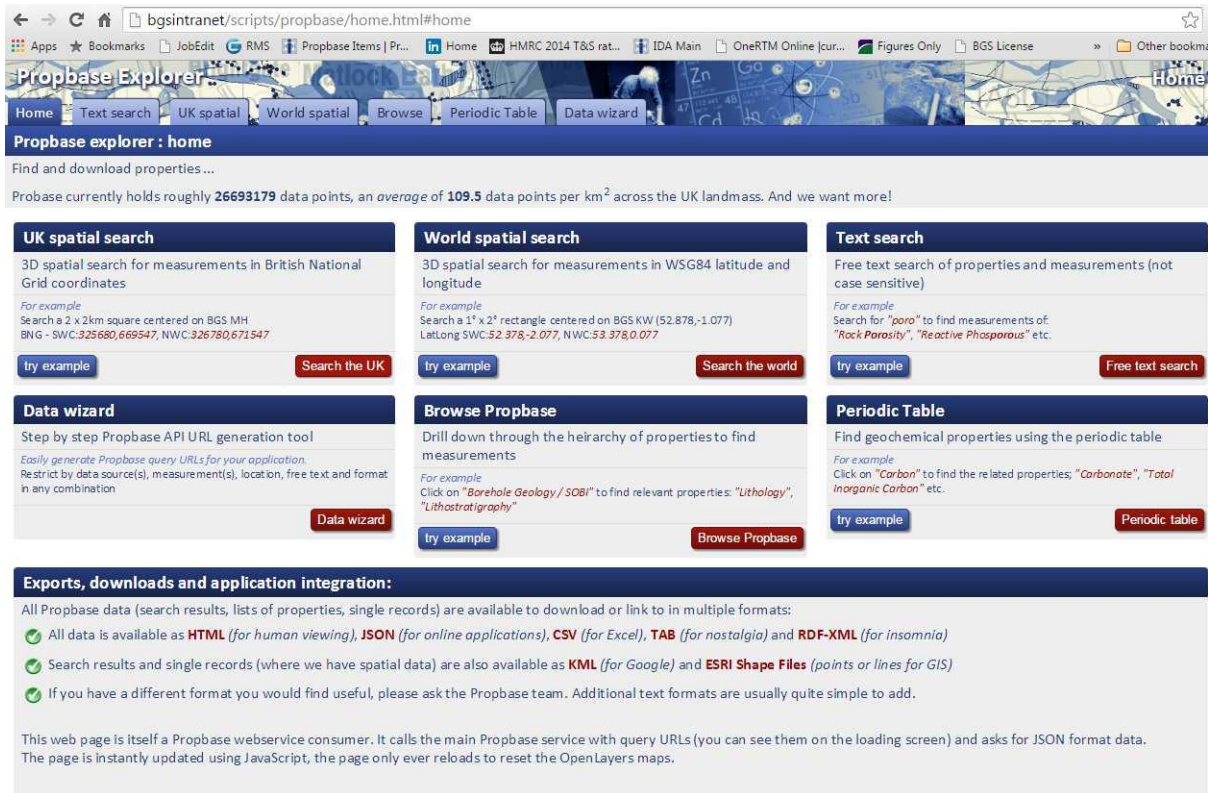 bgsintranet/scripts/propbase/home.html#home
Apps Bookmarks JobEdit RMS Propbase Items | Pr... Home HMRC 2014 T&S rat... IDA Main OneRTM Online |cur... Figures Only BGS License » Other bookma
Propbase Explorer
Home
Home Text search UK spatial World spatial Browse Periodic Table Data wizard
Propbase explorer : home
Find and download properties ...
Probase currently holds roughly 26693179 data points, an average of 109.5 data points per km2 across the UK landmass. And we want more!
UK spatial search
3D spatial search for measurements in British National
Grid coordinates
For example
Search a 2 x 2km square centered on BGS MH
BNG - SWC:325680,669547, NWC:326780,671547
try example Search the UK
World spatial search
3D spatial search for measurements in WSG84 latitude and
longitude
For example
Search a 1° x 2° rectangle centered on BGS KW (52.878,-1.077)
LatLong SWC:52.378,-2.077, NWC:53.378,0.077
try example Search the world
Text search
Free text search of properties and measurements (not
case sensitive)
For example
Search for "poro" to find measurements of:
"Rock Porosity", "Reactive Phosporous" etc.
try example Free text search
Data wizard
Step by step Propbase API URL generation tool
Easily generate Propbase query URLs for your application.
Restrict by data source(s), measurement(s), location, free text and format
in any combination
Data wizard
Browse Propbase
Drill down through the heirarchy of properties to find
measurements
For example
Click on "Borehole Geology / SOBI" to find relevant properties: "Lithology",
"Lithostratigraphy"
try example Browse Propbase
Periodic Table
Find geochemical properties using the periodic table
For example
Click on "Carbon" to find the related properties; "Carbonate", "Total
Inorganic Carbon" etc.
try example Periodic table
Exports, downloads and application integration:
All Propbase data (search results, lists of properties, single records) are available to download or link to in multiple formats:
All data is available as HTML (for human viewing), JSON (for online applications), CSV (for Excel), TAB (for nostalgia) and RDF-XML (for insomnia)
Search results and single records (where we have spatial data) are also available as KML (for Google) and ESRI Shape Files (points or lines for GIS)
If you have a different format you would find useful, please ask the Propbase team. Additional text formats are usually quite simple to add.
This web page is itself a Propbase webservice consumer. It calls the main Propbase service with query URLs (you can see them on the loading screen) and asks for JSON format data.
The page is instantly updated using JavaScript, the page only ever reloads to reset the OpenLayers maps.